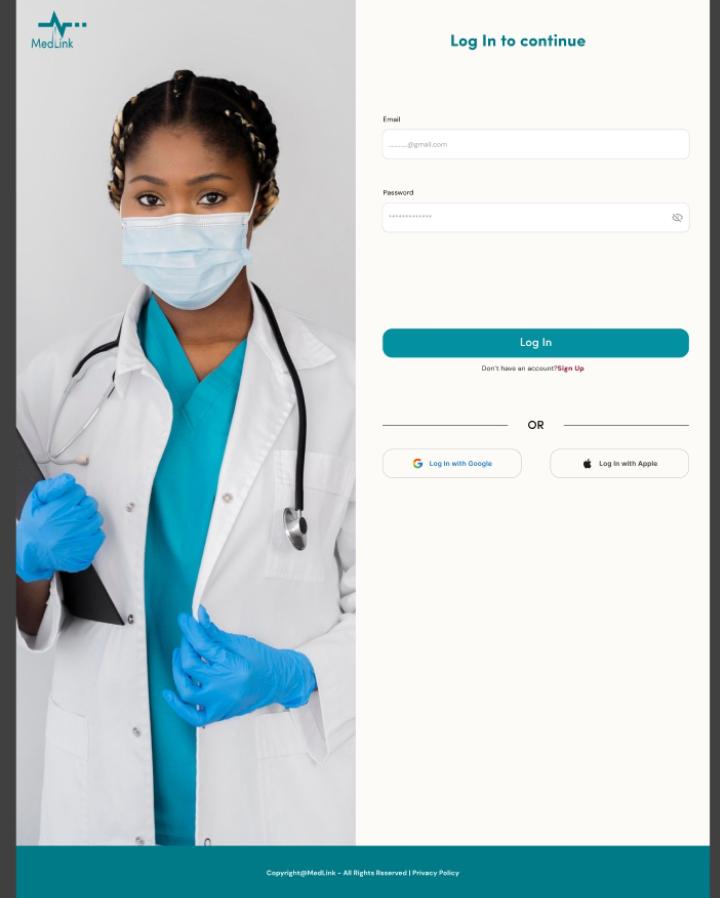 MedLink
Log In to continue
Email
..........@gmail.com
Password
*************
Log In
Don't have an account?Sign Up
OR
Log In with Google
Log In with Apple
Copyright@MedLink - All Rights Rsserved | Privacy Policy